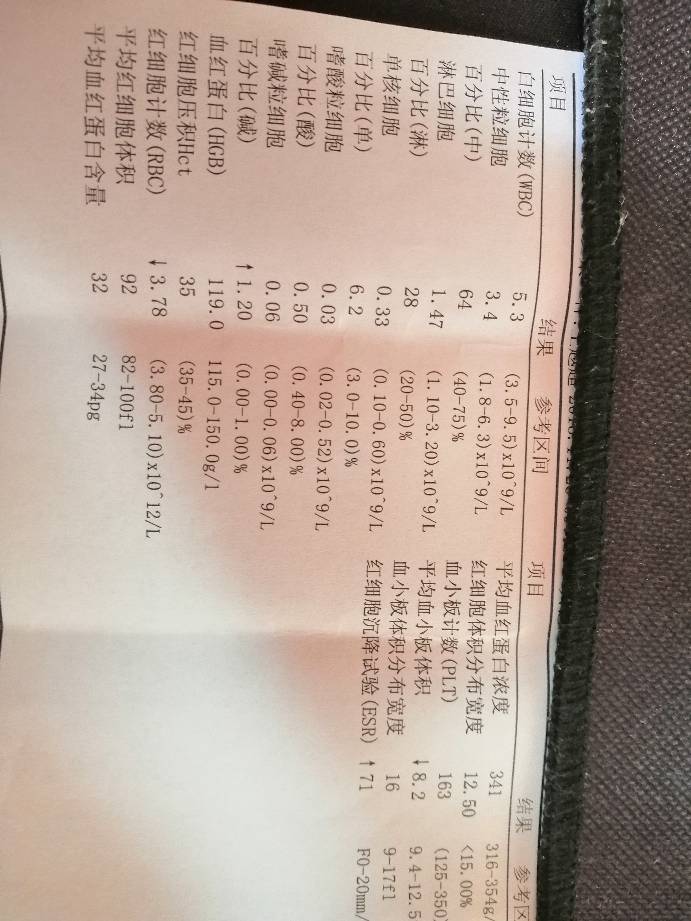 项目 结果 参考区间 项目 结果 参考区
白细胞计数(WBC) 5.3 (3.5-9.5)x10^9/L 平均血红蛋白浓度 341 316-354g/
中性粒细胞 3.4 (1.8-6.3)x10^9/L 红细胞体积分布宽度 12.50 <15.00%
百分比(中) 64 (40-75)% 血小板计数(PLT) 163 (125-350)
淋巴细胞 1.47 (1.10-3.20)x10^9/L 平均血小板体积 ↓8.2 9.4-12.5
百分比(淋) 28 (20-50)% 血小板体积分布宽度 16 9-17fl
单核细胞 0.33 (0.10-0.60)x10^9/L 红细胞沉降试验(ESR) ↑71 F0-20mm/
百分比(单) 6.2 (3.0-10.0)%
嗜酸粒细胞 0.03 (0.02-0.52)x10^9/L
百分比(酸) 0.50 (0.40-8.00)%
嗜碱粒细胞 0.06 (0.00-0.06)x10^9/L
百分比(碱) ↑1.20 (0.00-1.00)%
血红蛋白(HGB) 119.0 115.0-150.0g/l
红细胞压积Hct 35 (35-45)%
红细胞计数(RBC) ↓3.78 (3.80-5.10)x10^12/L
平均红细胞体积 92 82-100fl
平均血红蛋白含量 32 27-34pg